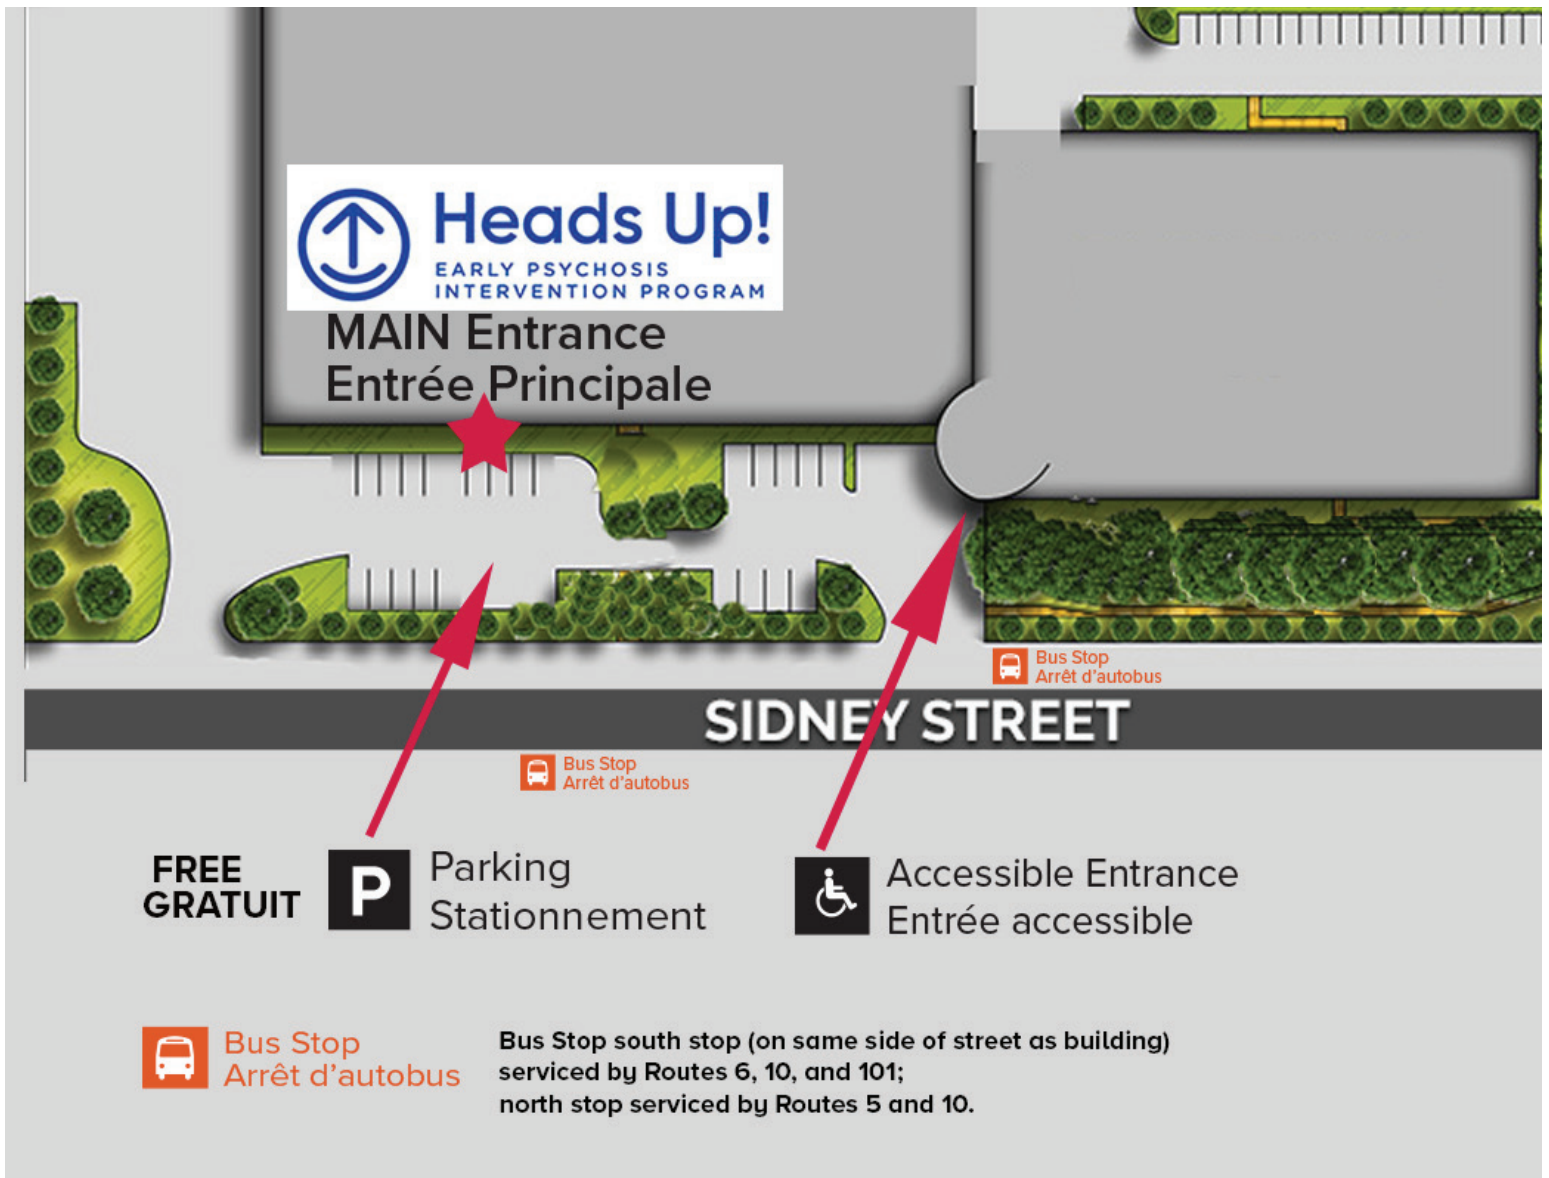 Heads Up!
EARLY PSYCHOSIS
INTERVENTION PROGRAM
MAIN Entrance
Entrée Principale
Bus Stop
Arrêt d'autobus
SIDNEY STREET
Bus Stop
Arrêt d'autobus
FREE
GRATUIT
P
Parking
Stationnement
Accessible Entrance
Entrée accessible
Bus Stop
Arrêt d'autobus
Bus Stop south stop (on same side of street as building)
serviced by Routes 6, 10, and 101;
north stop serviced by Routes 5 and 10.